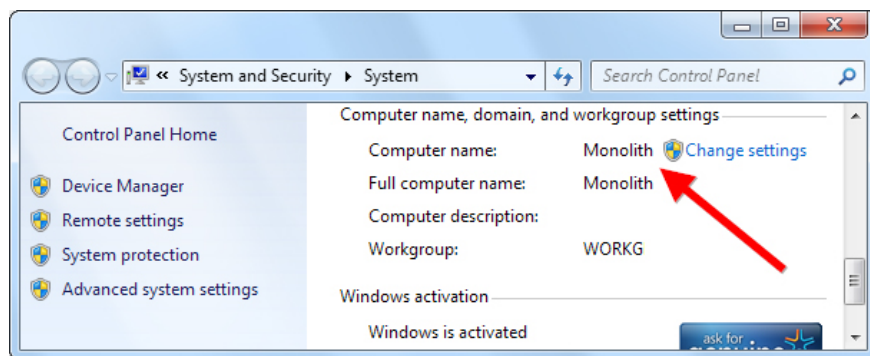 « System and Security ▸ System
Search Control Panel
Control Panel Home
Device Manager
Remote settings
System protection
Advanced system settings
Computer name, domain, and workgroup settings
Computer name: Monolith Change settings
Full computer name: Monolith
Computer description:
Workgroup: WORKG
Windows activation
Windows is activated
ask for